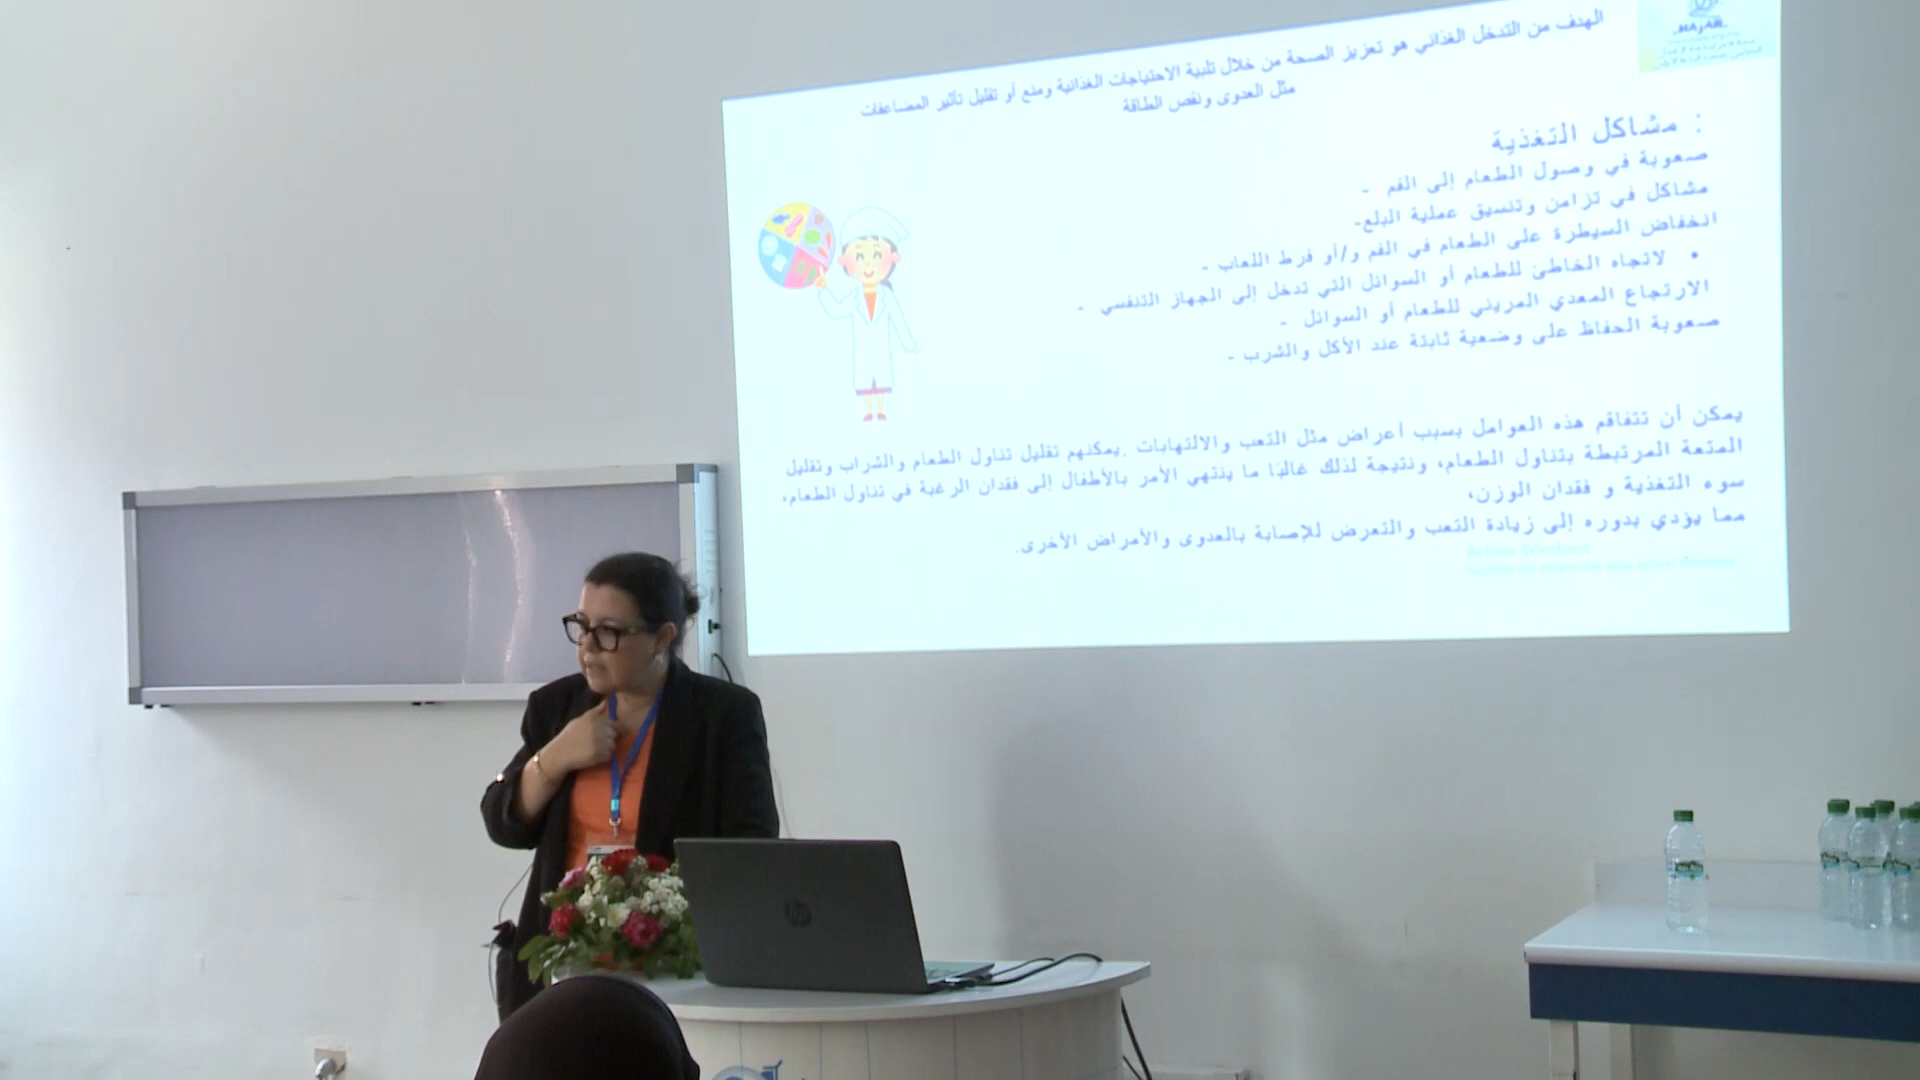 الهدف من التدخل الغذائي هو تعزيز الصحة من خلال تلبية الاحتياجات الغذائية ومنع أو تقليل تأثير المضاعفات
مثل العدوى ونقص الطاقة
: مشاكل التغذية
صعوبة في وصول الطعام إلى الفم -
مشاكل في تزامن وتنسيق عملية البلع-
انخفاض السيطرة على الطعام في الفم و/أو فرط اللعاب -
• لاتجاه الخاطئ للطعام أو السوائل التي تدخل إلى الجهاز التنفسي -
الارتجاع المعدي المريئي للطعام أو السوائل -
صعوبة الحفاظ على وضعية ثابتة عند الأكل والشرب -
يمكن أن تتفاقم هذه العوامل بسبب أعراض مثل التعب والالتهابات .يمكنهم تقليل تناول الطعام والشراب وتقليل
المتعة المرتبطة بتناول الطعام، ونتيجة لذلك غالبًا ما ينتهي الأمر بالأطفال إلى فقدان الرغبة في تناول الطعام،
سوء التغذية و فقدان الوزن،
مما يؤدي بدوره إلى زيادة التعب والتعرض للإصابة بالعدوى والأمراض الأخرى.
Activate Windows
HAJAR
hp